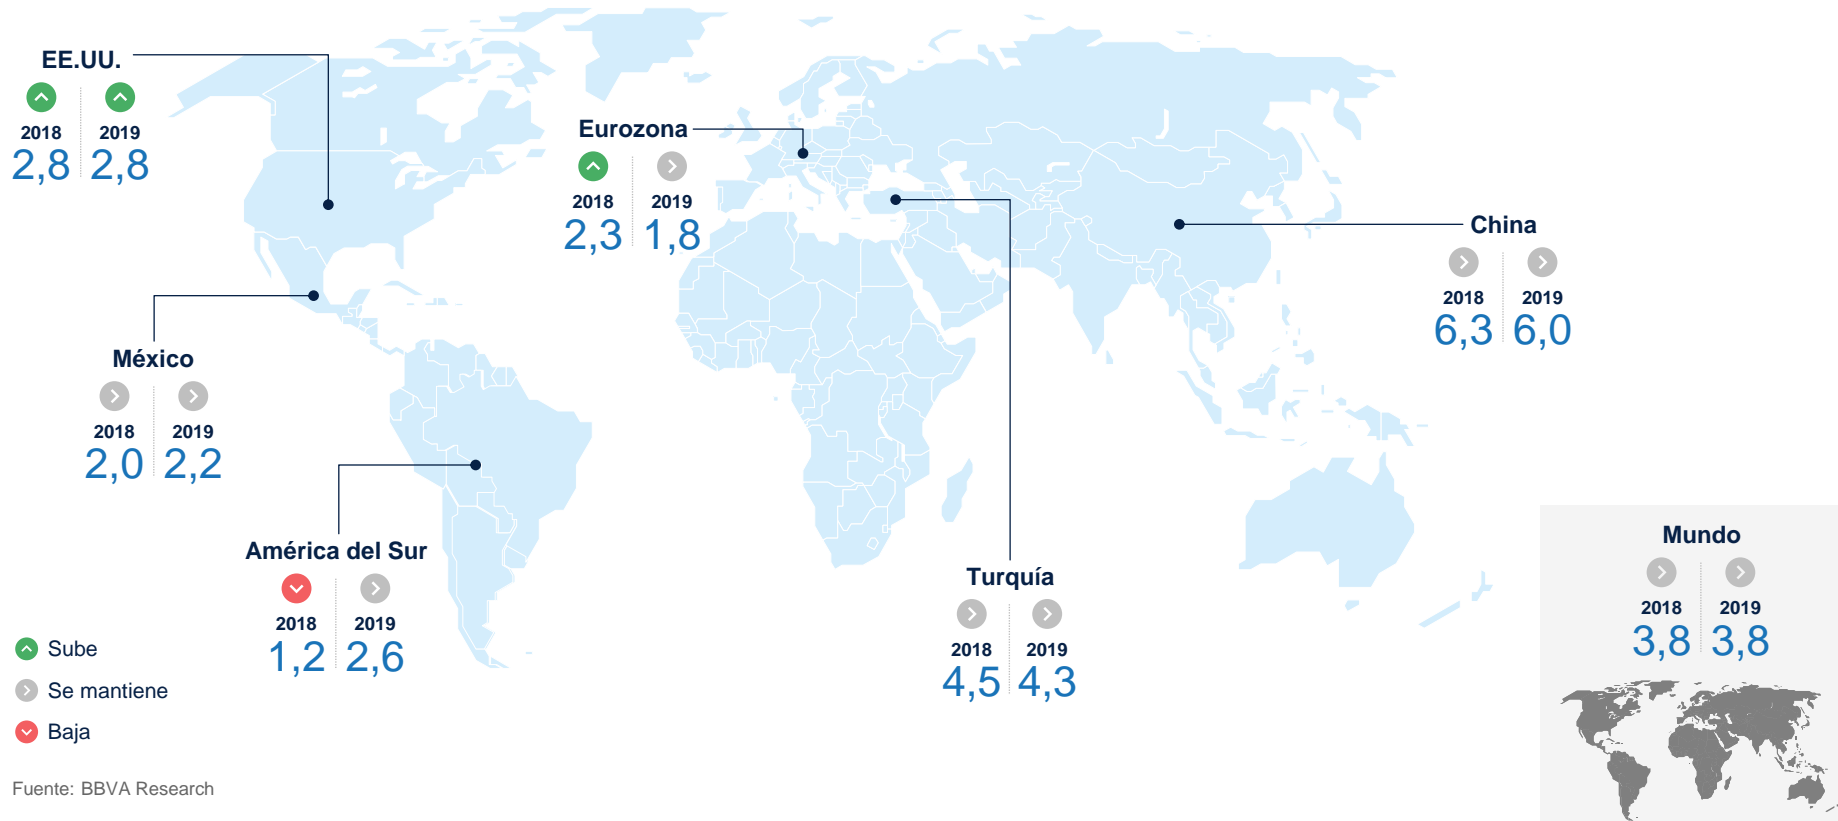 EE.UU.
2018 2019
2,8 2,8
Eurozona
2018 2019
2,3 1,8
China
2018 2019
6,3 6,0
México
2018 2019
2,0 2,2
América del Sur
2018 2019
1,2 2,6
Turquía
2018 2019
4,5 4,3
Mundo
2018 2019
3,8 3,8
Sube
Se mantiene
Baja
Fuente: BBVA Research